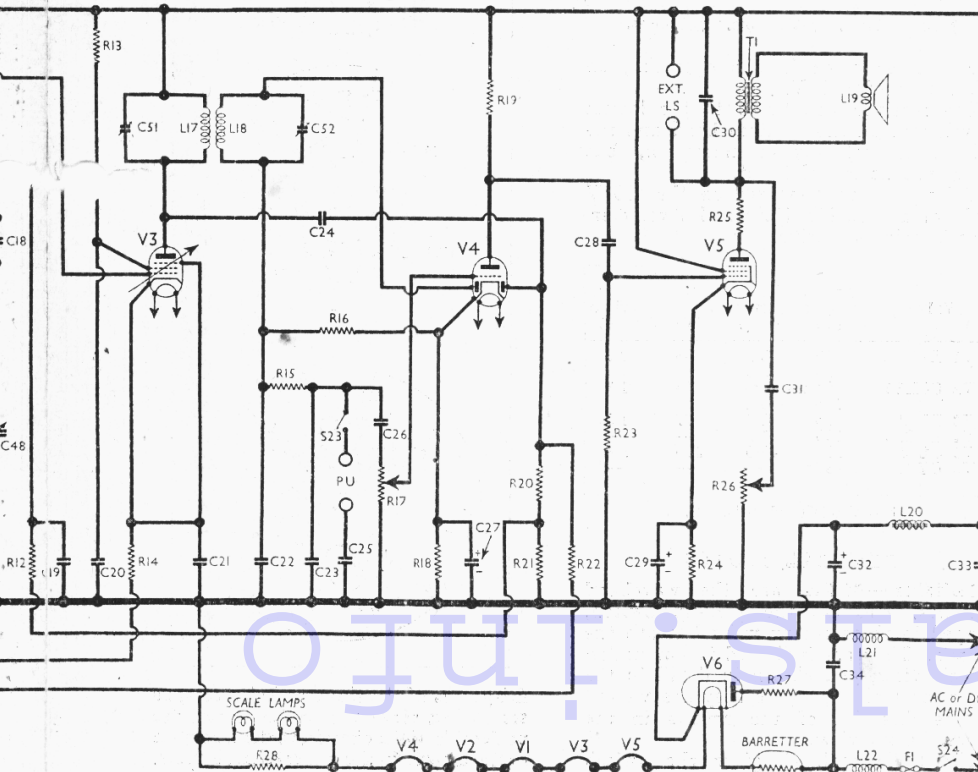 R13
T1
EXT.
LS
C30
L19
R19
C51
L17
L18
C52
C18
V3
C24
V4
C28
R25
V5
R16
R15
C31
S23
C26
R23
C48
PU
R17
R20
R26
L20
C27
+
-
R12
C19
C20
R14
C21
C22
C23
C25
R18
R21
R22
C29
+
-
R24
+
-
C32
C33
L21
V6
R27
C34
AC or D
MAINS
SCALE LAMPS
R28
V4
V2
V1
V3
V5
BARRETTER
L22
F1
S24